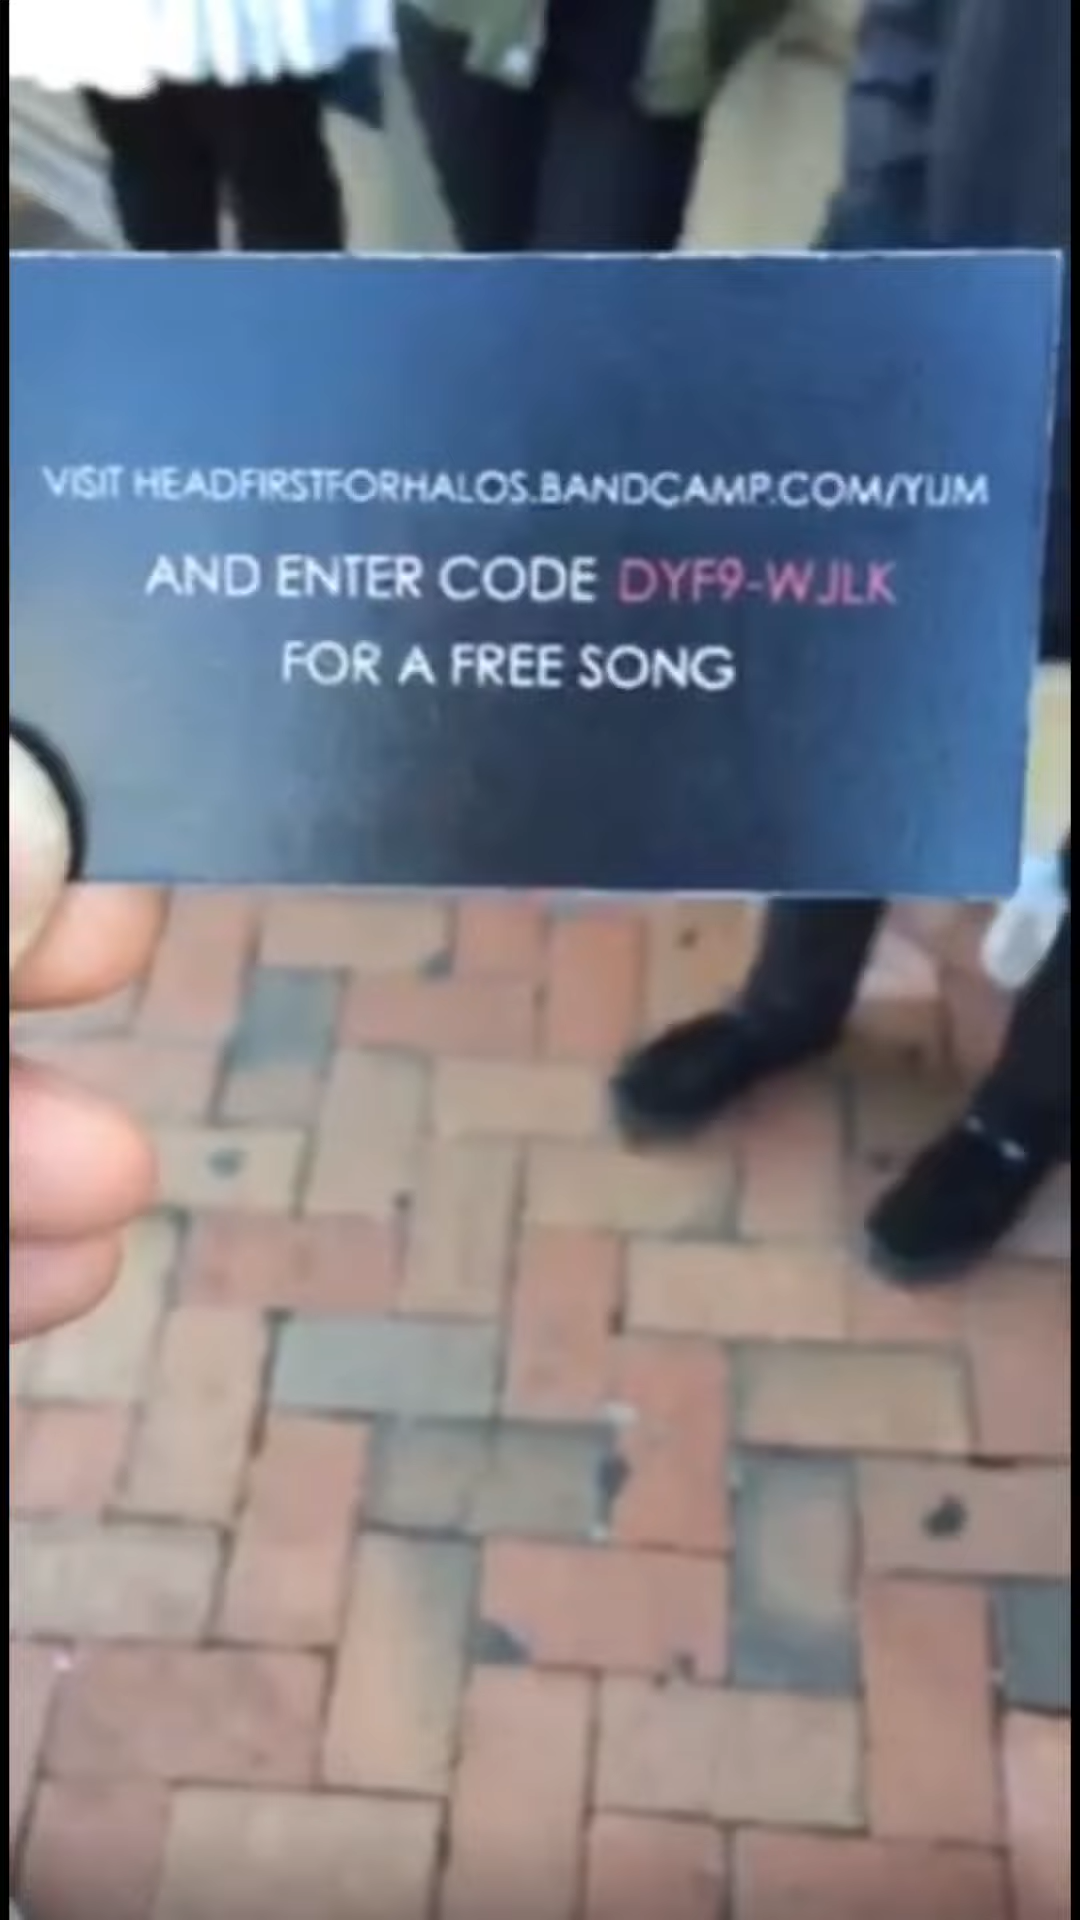 VISIT HEADFIRSTFORHALOS.BANDCAMP.COM/YUM
AND ENTER CODE DYF9-WJLK
FOR A FREE SONG